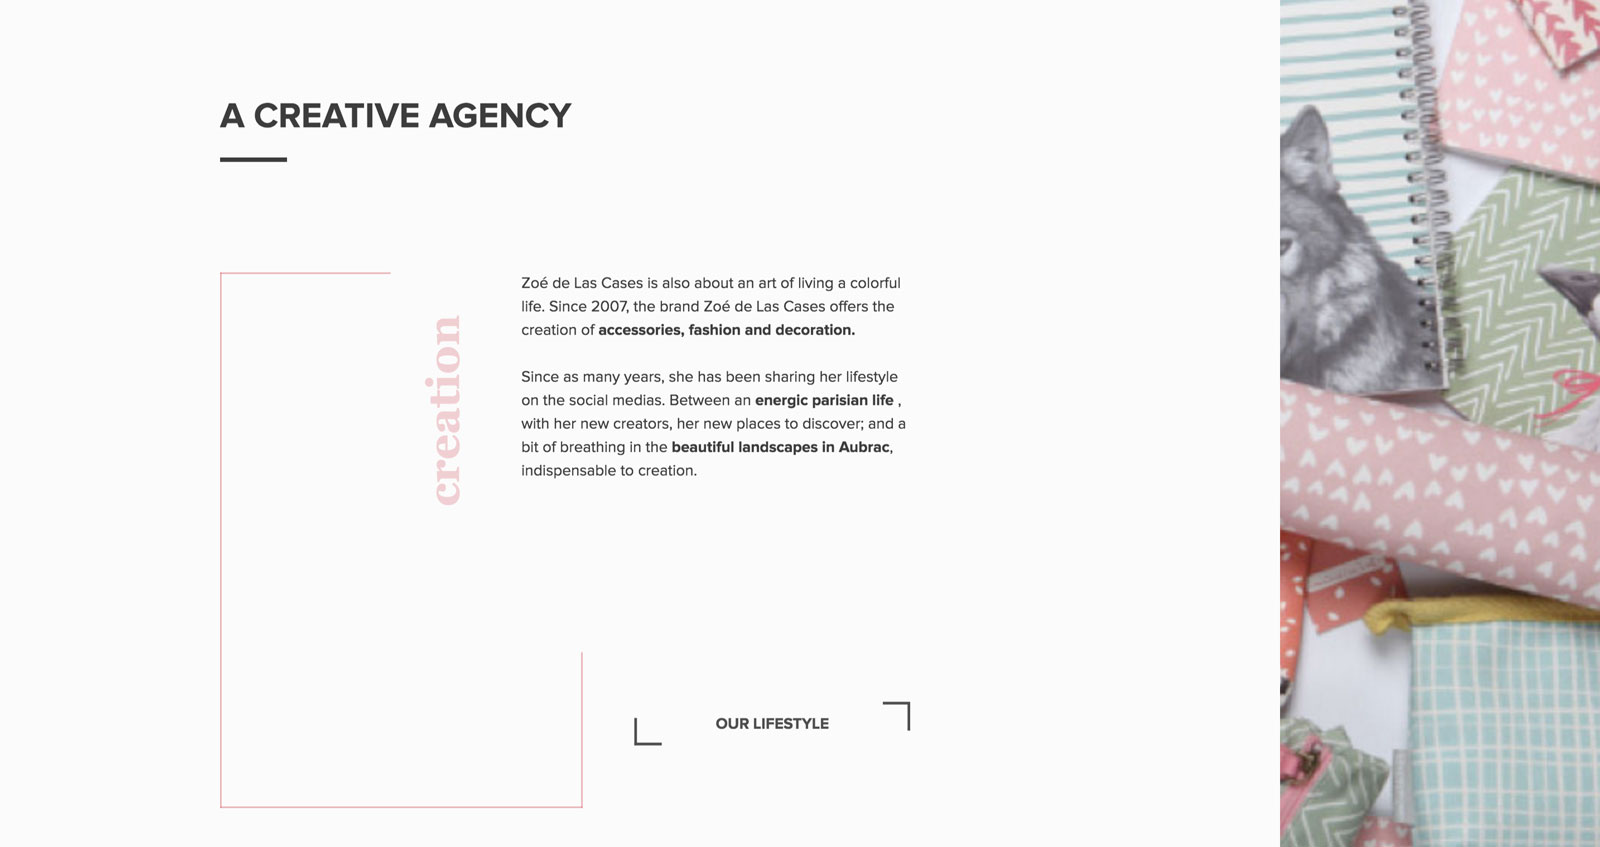 A CREATIVE AGENCY
creation
Zoé de Las Cases is also about an art of living a colorful
life. Since 2007, the brand Zoé de Las Cases offers the
creation of accessories, fashion and decoration.
Since as many years, she has been sharing her lifestyle
on the social medias. Between an energic parisian life ,
with her new creators, her new places to discover; and a
bit of breathing in the beautiful landscapes in Aubrac,
indispensable to creation.
OUR LIFESTYLE